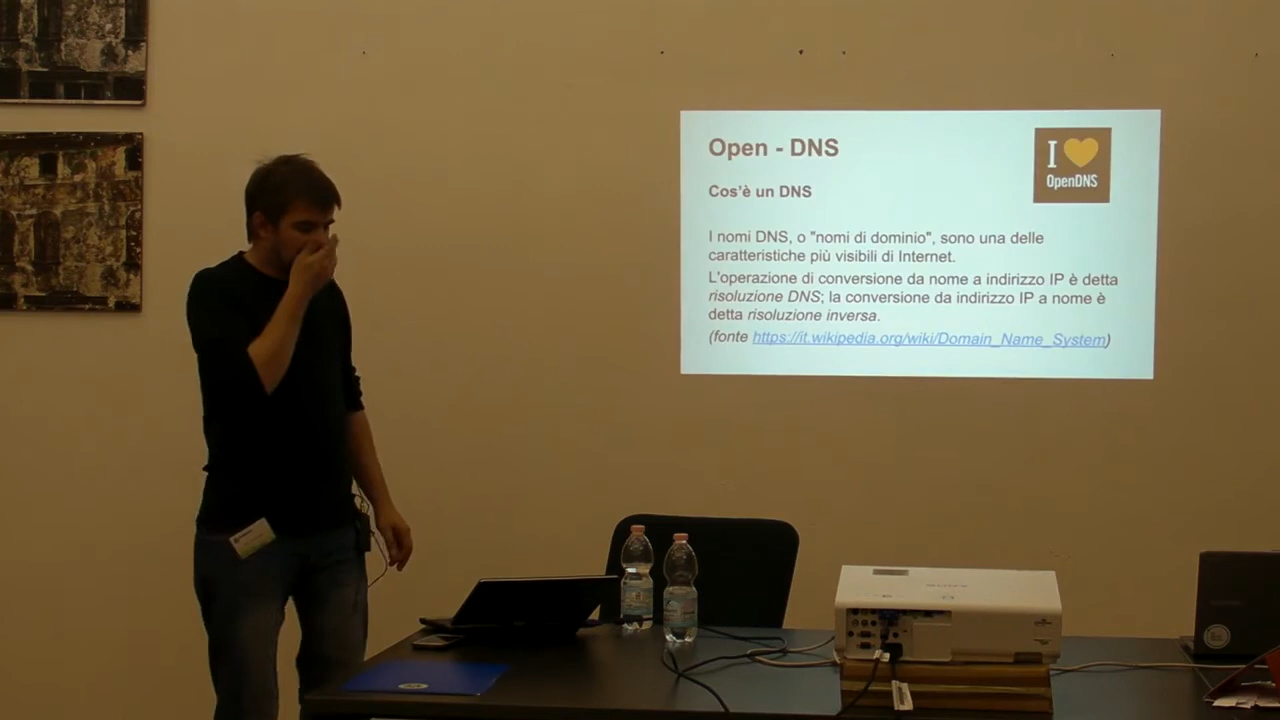 Open - DNS
I ♥
OpenDNS
Cos'è un DNS
I nomi DNS, o "nomi di dominio", sono una delle
caratteristiche più visibili di Internet.
L'operazione di conversione da nome a indirizzo IP è detta
risoluzione DNS; la conversione da indirizzo IP a nome è
detta risoluzione inversa.
(fonte https://it.wikipedia.org/wiki/Domain_Name_System)
SONY